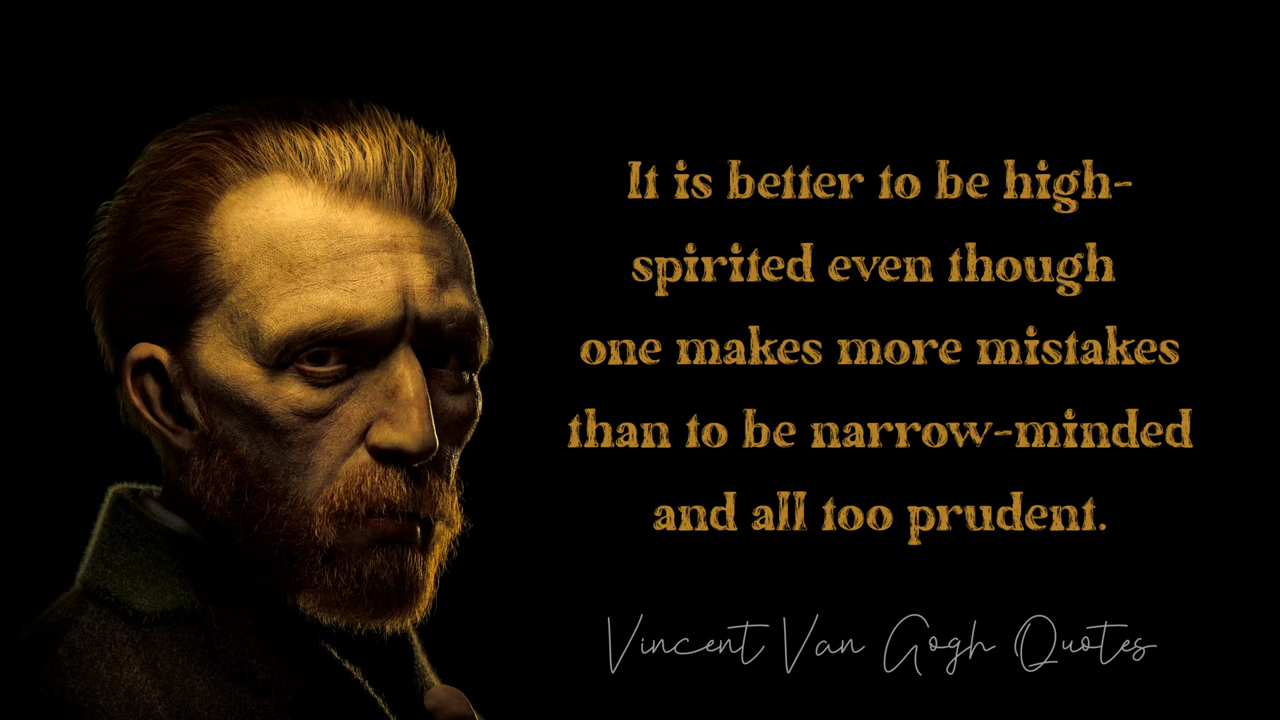 It is better to be high-
spirited even though
one makes more mistakes
than to be narrow-minded
and all too prudent.
Vincent Van Gogh Quotes